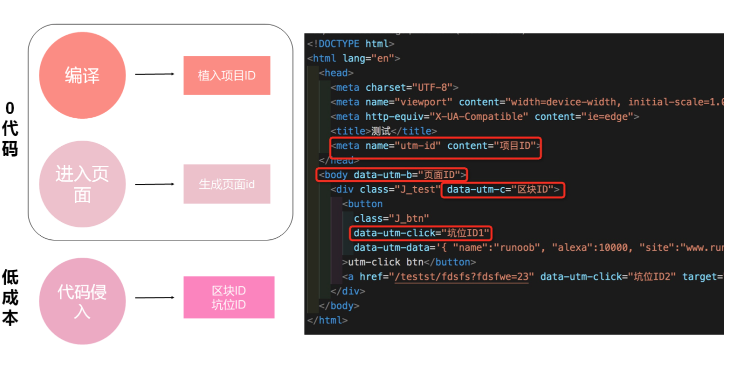 0
代
码
编译
植入项目ID
进入页
面
生成页面id
低
成
本
代码侵
入
区块ID
坑位ID
<!DOCTYPE html>
<html lang="en">
<head>
<meta charset="UTF-8">
<meta name="viewport" content="width=device-width, initial-scale=1.0
<meta http-equiv="X-UA-Compatible" content="ie=edge">
<title>测试</title>
<meta name="utm-id" content="项目ID">
</head>
<body data-utm-b="页面ID">
<div class="J_test" data-utm-c="区块ID">
<button
class="J_btn"
data-utm-click="坑位ID1"
data-utm-data='{ "name":"runoob", "alexa":10000, "site":"www.run
>utm-click btn</button>
<a href="/testst/fdsfs?fdsfwe=23" data-utm-click="坑位ID2" target=
</div>
</body>
</html>